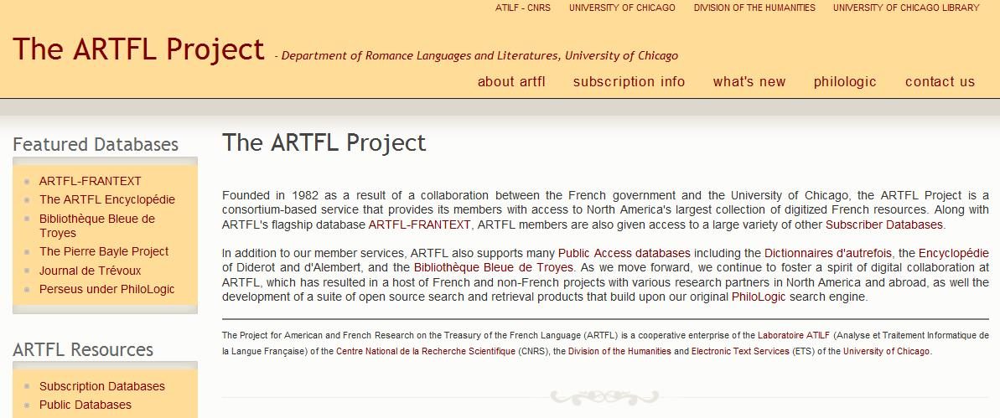 ATILF - CNRS UNIVERSITY OF CHICAGO DIVISION OF THE HUMANITIES UNIVERSITY OF CHICAGO LIBRARY
The ARTFL Project - Department of Romance Languages and Literatures, University of Chicago
about artfl subscription info what's new philologic contact us
Featured Databases
ARTFL-FRANTEXT
The ARTFL Encyclopédie
Bibliothèque Bleue de
Troyes
The Pierre Bayle Project
Journal de Trévoux
Perseus under PhiloLogic
ARTFL Resources
Subscription Databases
Public Databases
The ARTFL Project
Founded in 1982 as a result of a collaboration between the French government and the University of Chicago, the ARTFL Project is a
consortium-based service that provides its members with access to North America's largest collection of digitized French resources. Along with
ARTFL's flagship database ARTFL-FRANTEXT, ARTFL members are also given access to a large variety of other Subscriber Databases.
In addition to our member services, ARTFL also supports many Public Access databases including the Dictionnaires d'autrefois, the Encyclopédie
of Diderot and d'Alembert, and the Bibliothèque Bleue de Troyes. As we move forward, we continue to foster a spirit of digital collaboration at
ARTFL, which has resulted in a host of French and non-French projects with various research partners in North America and abroad, as well the
development of a suite of open source search and retrieval products that build upon our original PhiloLogic search engine.
The Project for American and French Research on the Treasury of the French Language (ARTFL) is a cooperative enterprise of the Laboratoire ATILF (Analyse et Traitement Informatique de
la Langue Française) of the Centre National de la Recherche Scientifique (CNRS), the Division of the Humanities and Electronic Text Services (ETS) of the University of Chicago.